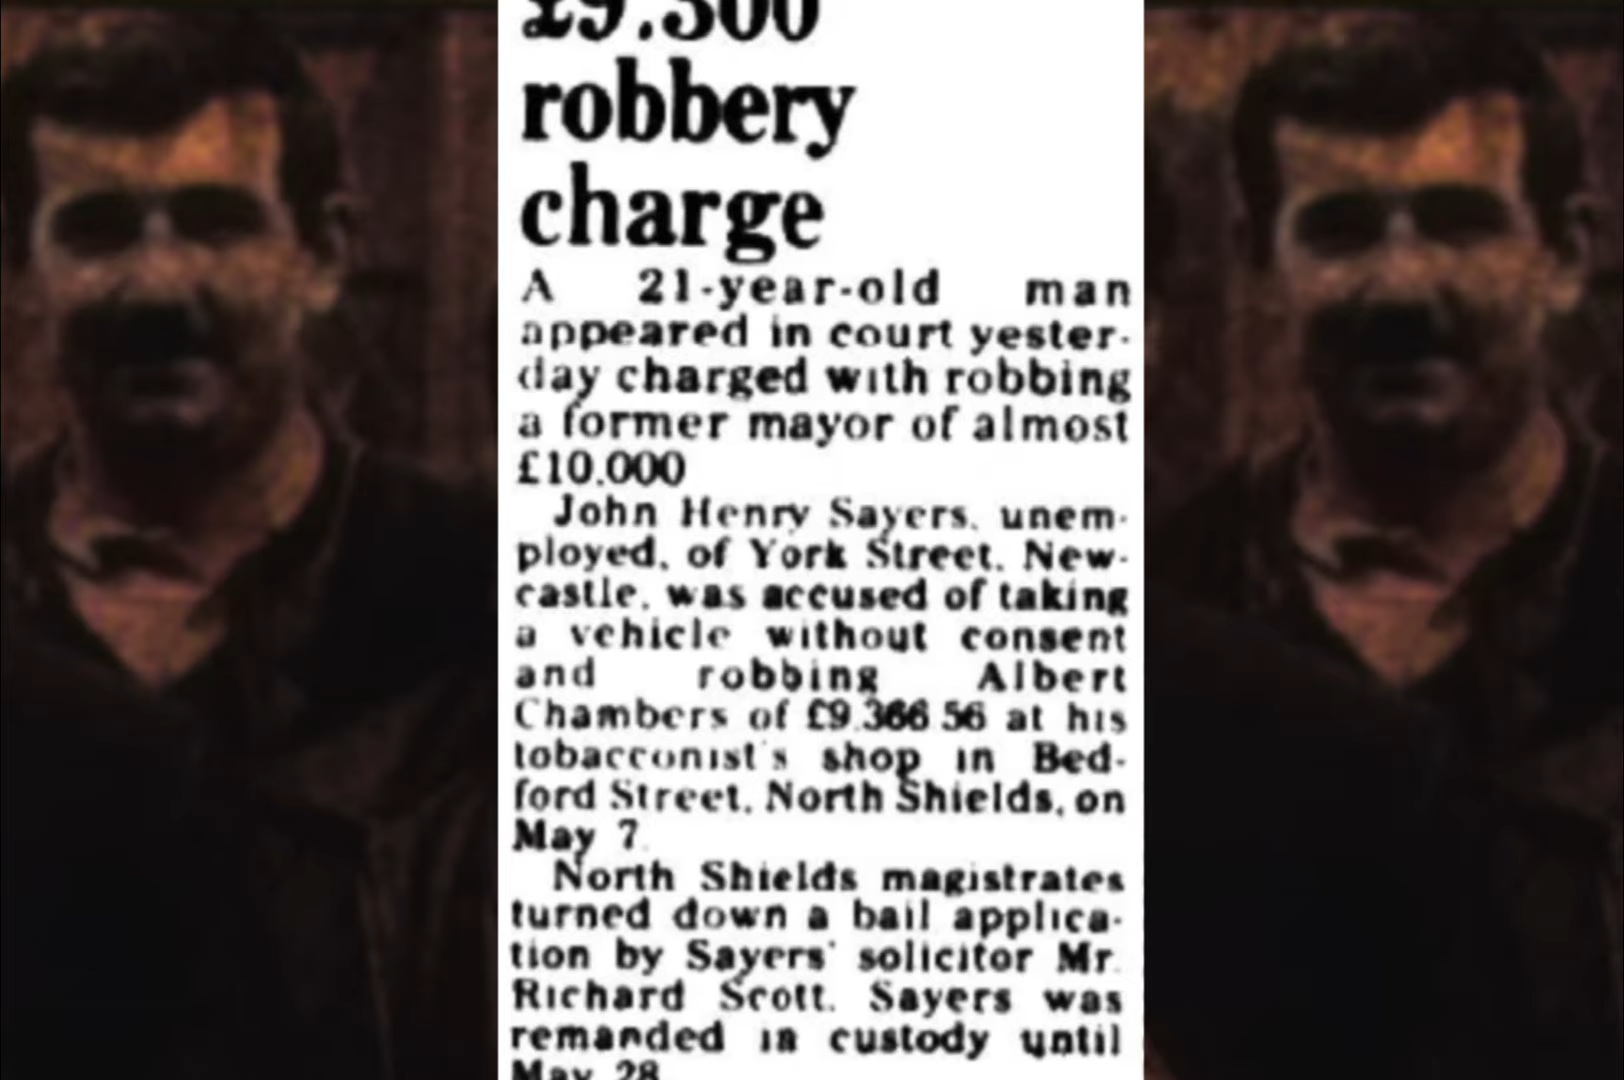 £9.300
robbery
charge
A 21-year-old man
appeared in court yester-
day charged with robbing
a former mayor of almost
£10.000
John Henry Sayers, unem-
ployed, of York Street, New-
castle, was accused of taking
a vehicle without consent
and robbing Albert
Chambers of £9.366 56 at his
tobacconist's shop in Bed-
ford Street, North Shields, on
May 7.
North Shields magistrates
turned down a bail applica-
tion by Sayers' solicitor Mr.
Richard Scott. Sayers was
remanded in custody until
May 28.